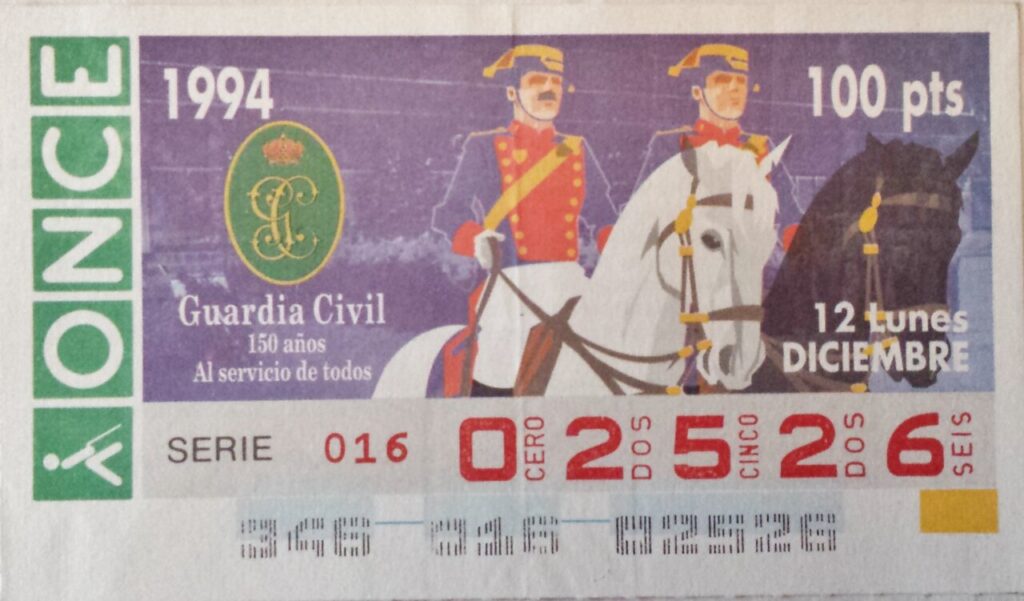 ONCE
1994
100 pts
Guardia Civil
150 años
Al servicio de todos
12 Lunes
DICIEMBRE
SERIE 016 0 CERO 2 DOS 5 CINCO 2 DOS 6 SEIS
346 016 02526